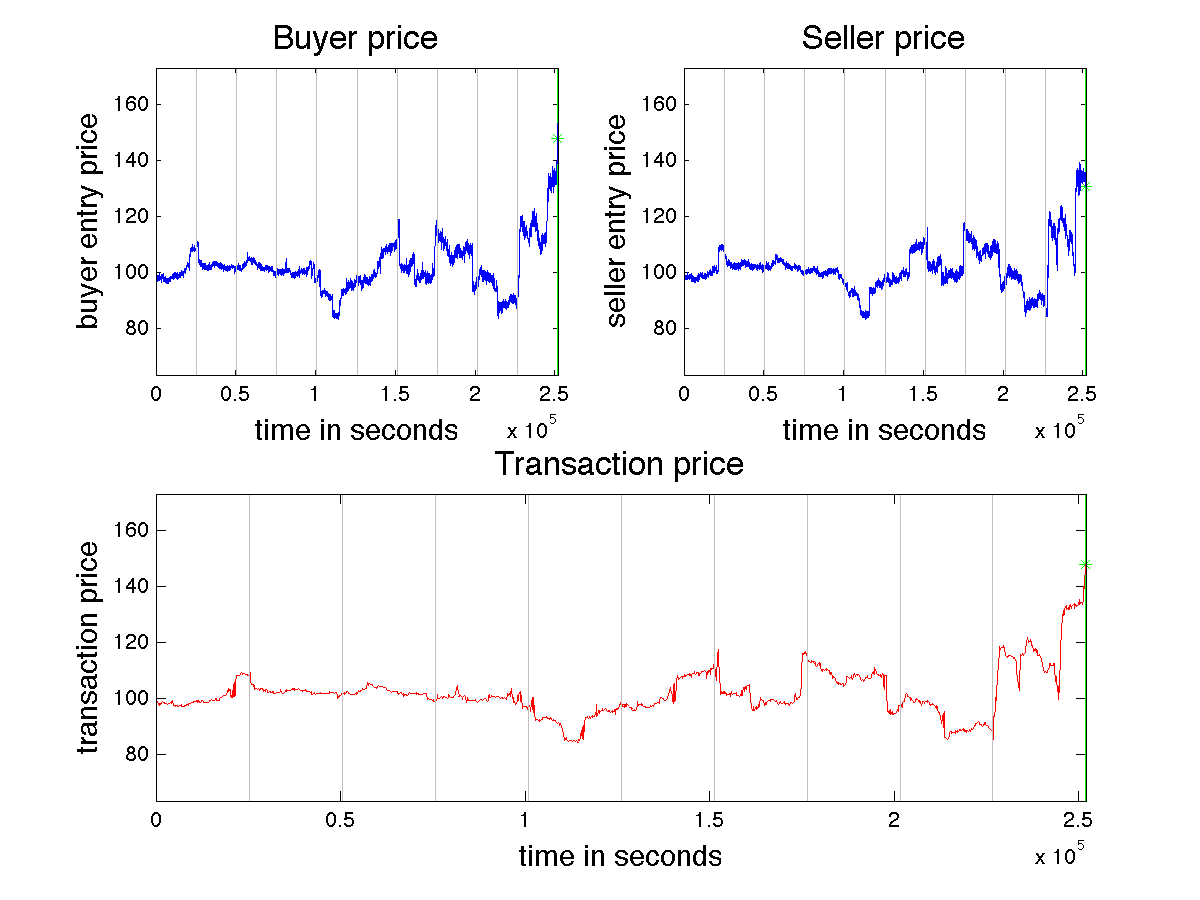 Buyer price
buyer entry price
160
140
120
100
80
0 0.5 1 1.5 2 2.5
x 10^5
time in seconds
Seller price
seller entry price
160
140
120
100
80
0 0.5 1 1.5 2 2.5
x 10^5
time in seconds
Transaction price
transaction price
160
140
120
100
80
0 0.5 1 1.5 2 2.5
x 10^5
time in seconds